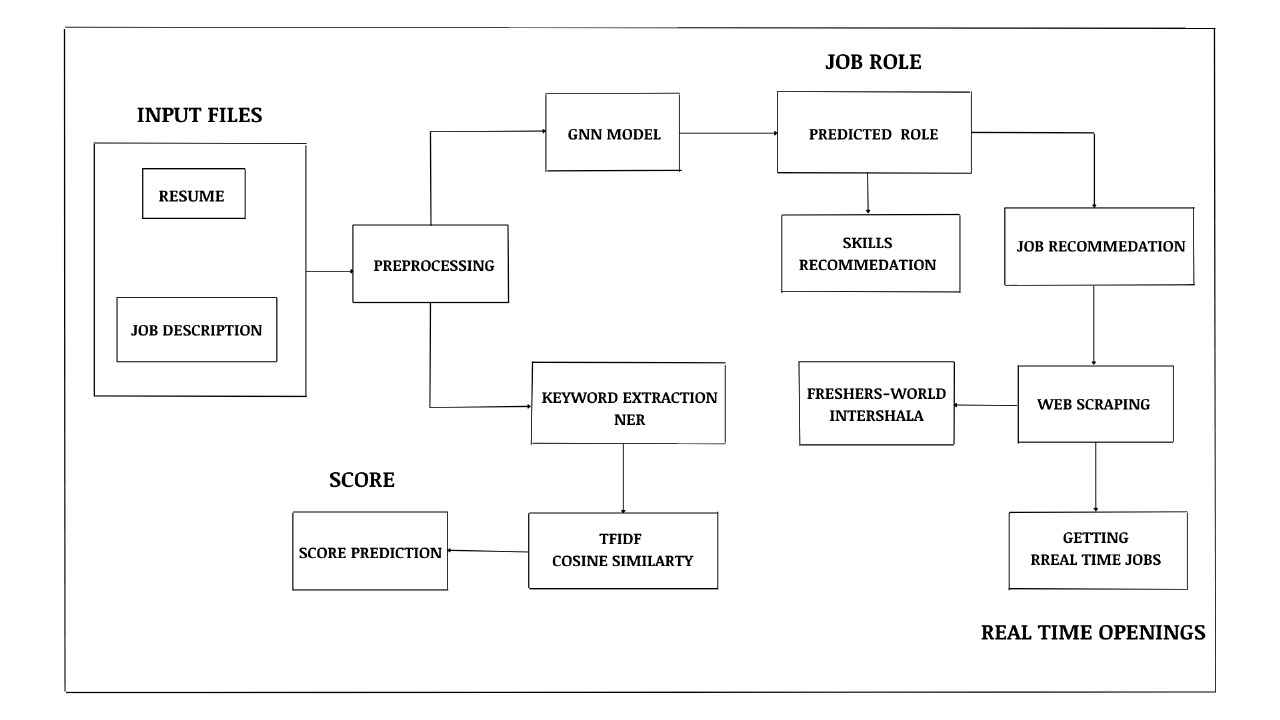 JOB ROLE
INPUT FILES
GNN MODEL
PREDICTED ROLE
RESUME
SKILLS
RECOMMEDATION
JOB RECOMMEDATION
PREPROCESSING
JOB DESCRIPTION
KEYWORD EXTRACTION
NER
FRESHERS-WORLD
INTERSHALA
WEB SCRAPING
SCORE
SCORE PREDICTION
TFIDF
COSINE SIMILARTY
GETTING
RREAL TIME JOBS
REAL TIME OPENINGS